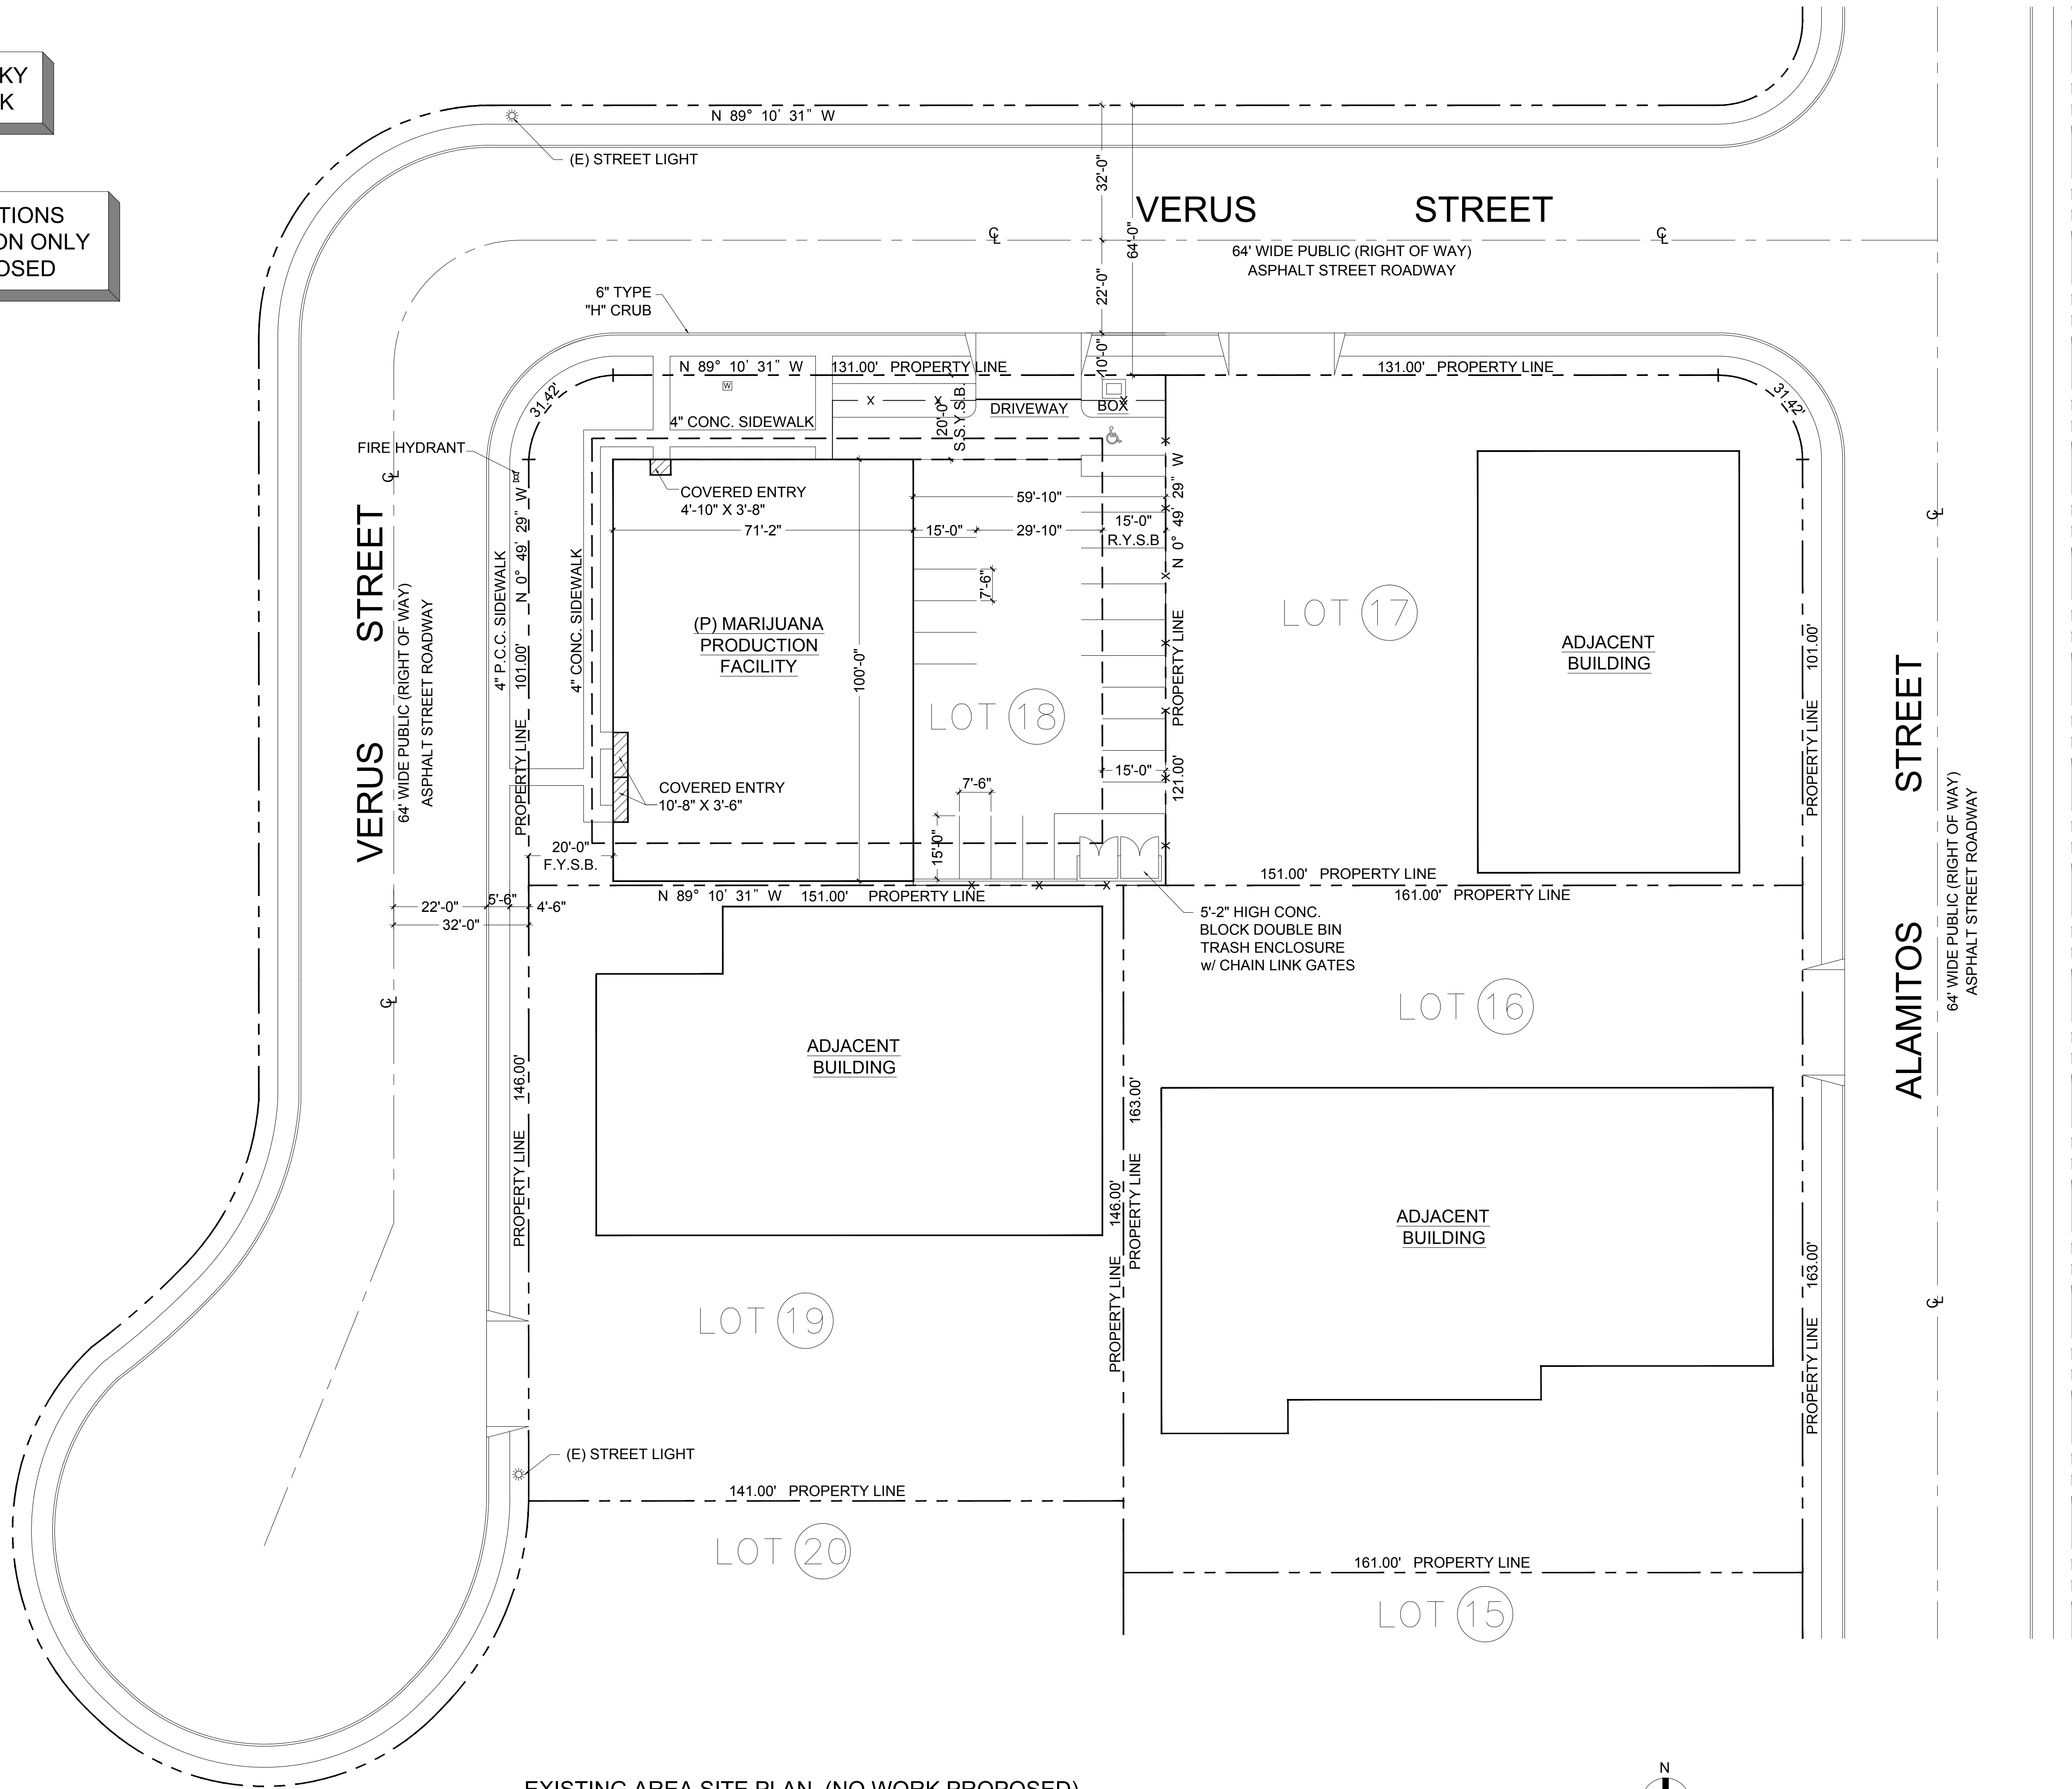 KY
K
TIONS
ON ONLY
OSED
N 89° 10' 31" W
(E) STREET LIGHT
32'-0"
64'-0"
VERUS STREET
64' WIDE PUBLIC (RIGHT OF WAY)
ASPHALT STREET ROADWAY
22'-0"
6" TYPE
"H" CRUB
10'-0"
N 89° 10' 31" W 131.00' PROPERTY LINE
131.00' PROPERTY LINE
31.42'
31.42'
W
4" CONC. SIDEWALK
20'-0"
S.S.Y.S.B.
X X X
DRIVEWAY
BOX
FIRE HYDRANT
COVERED ENTRY
4'-10" X 3'-8"
71'-2"
59'-10"
15'-0"
29'-10"
15'-0"
R.Y.S.B
7'-6"
N 0° 49' 29" W
PROPERTY LINE
121.00'
VERUS STREET
64' WIDE PUBLIC (RIGHT OF WAY)
ASPHALT STREET ROADWAY
4" P.C.C. SIDEWALK
PROPERTY LINE 101.00' N 0° 49' 29" W
4" CONC. SIDEWALK
(P) MARIJUANA
PRODUCTION
FACILITY
100'-0"
LOT 18
LOT 17
ADJACENT
BUILDING
PROPERTY LINE 101.00'
ALAMITOS STREET
64' WIDE PUBLIC (RIGHT OF WAY)
ASPHALT STREET ROADWAY
COVERED ENTRY
10'-8" X 3'-6"
7'-6"
15'-0"
15'-0"
20'-0"
F.Y.S.B.
N 89° 10' 31" W 151.00' PROPERTY LINE
151.00' PROPERTY LINE
161.00' PROPERTY LINE
22'-0"
5'-6"
4'-6"
32'-0"
5'-2" HIGH CONC.
BLOCK DOUBLE BIN
TRASH ENCLOSURE
w/ CHAIN LINK GATES
LOT 16
ADJACENT
BUILDING
PROPERTY LINE 146.00'
PROPERTY LINE 146.00'
PROPERTY LINE 163.00'
ADJACENT
BUILDING
PROPERTY LINE 163.00'
LOT 19
(E) STREET LIGHT
141.00' PROPERTY LINE
LOT 20
161.00' PROPERTY LINE
LOT 15
N
EXISTING AREA SITE PLAN (NO WORK PROPOSED)